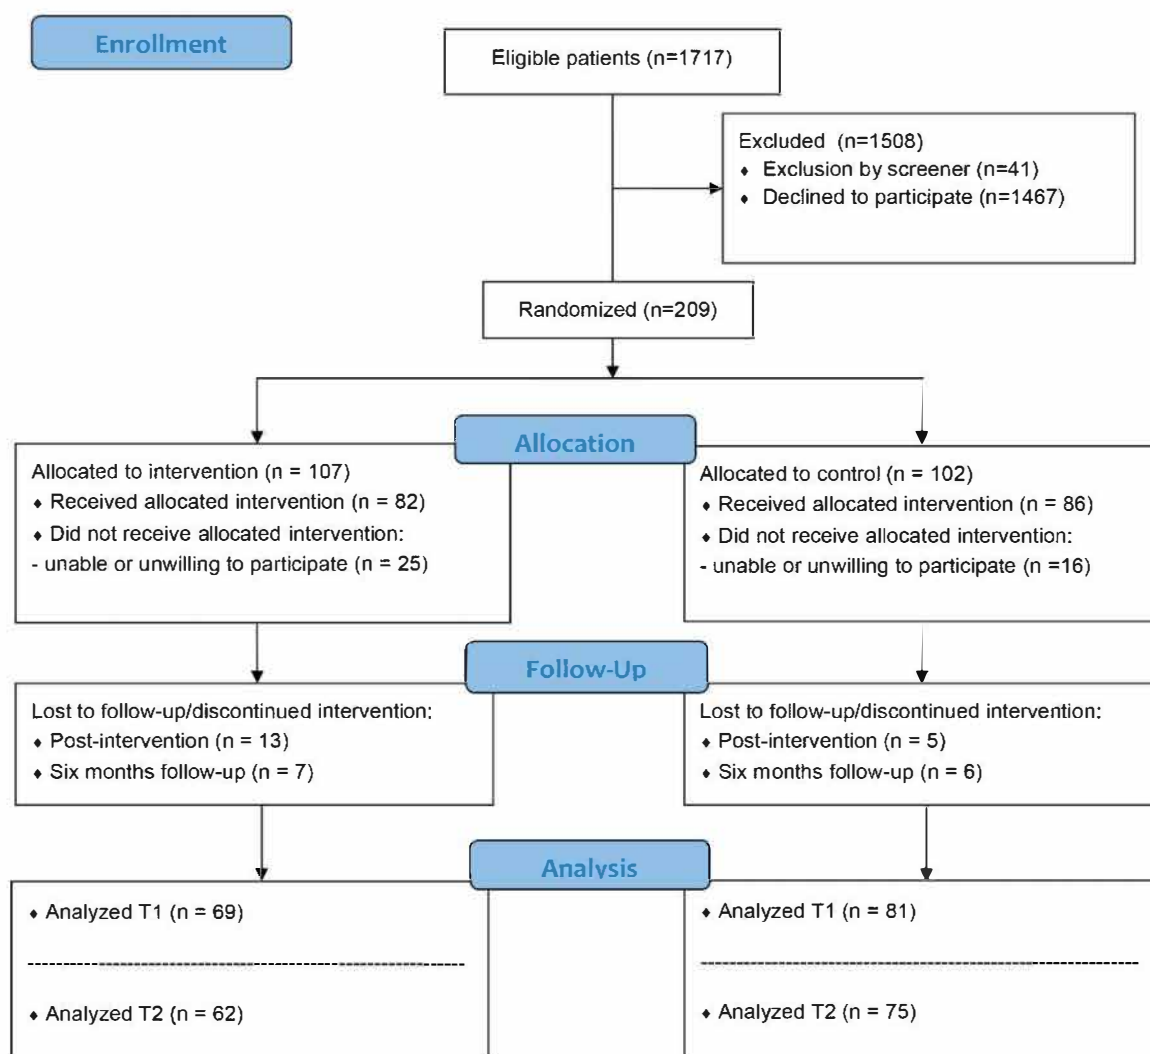 Enrollment
Eligible patients (n=1717)
Excluded (n=1508)
♦ Exclusion by screener (n=41)
♦ Declined to participate (n=1467)
Randomized (n=209)
Allocation
Allocated to intervention (n = 107)
♦ Received allocated intervention (n = 82)
♦ Did not receive allocated intervention:
- unable or unwilling to participate (n = 25)
Allocated to control (n = 102)
♦ Received allocated intervention (n = 86)
♦ Did not receive allocated intervention:
- unable or unwilling to participate (n =16)
Follow-Up
Lost to follow-up/discontinued intervention:
♦ Post-intervention (n = 13)
♦ Six months follow-up (n = 7)
Lost to follow-up/discontinued intervention:
♦ Post-intervention (n = 5)
♦ Six months follow-up (n = 6)
Analysis
♦ Analyzed T1 (n = 69)
♦ Analyzed T2 (n = 62)
♦ Analyzed T1 (n = 81)
♦ Analyzed T2 (n = 75)